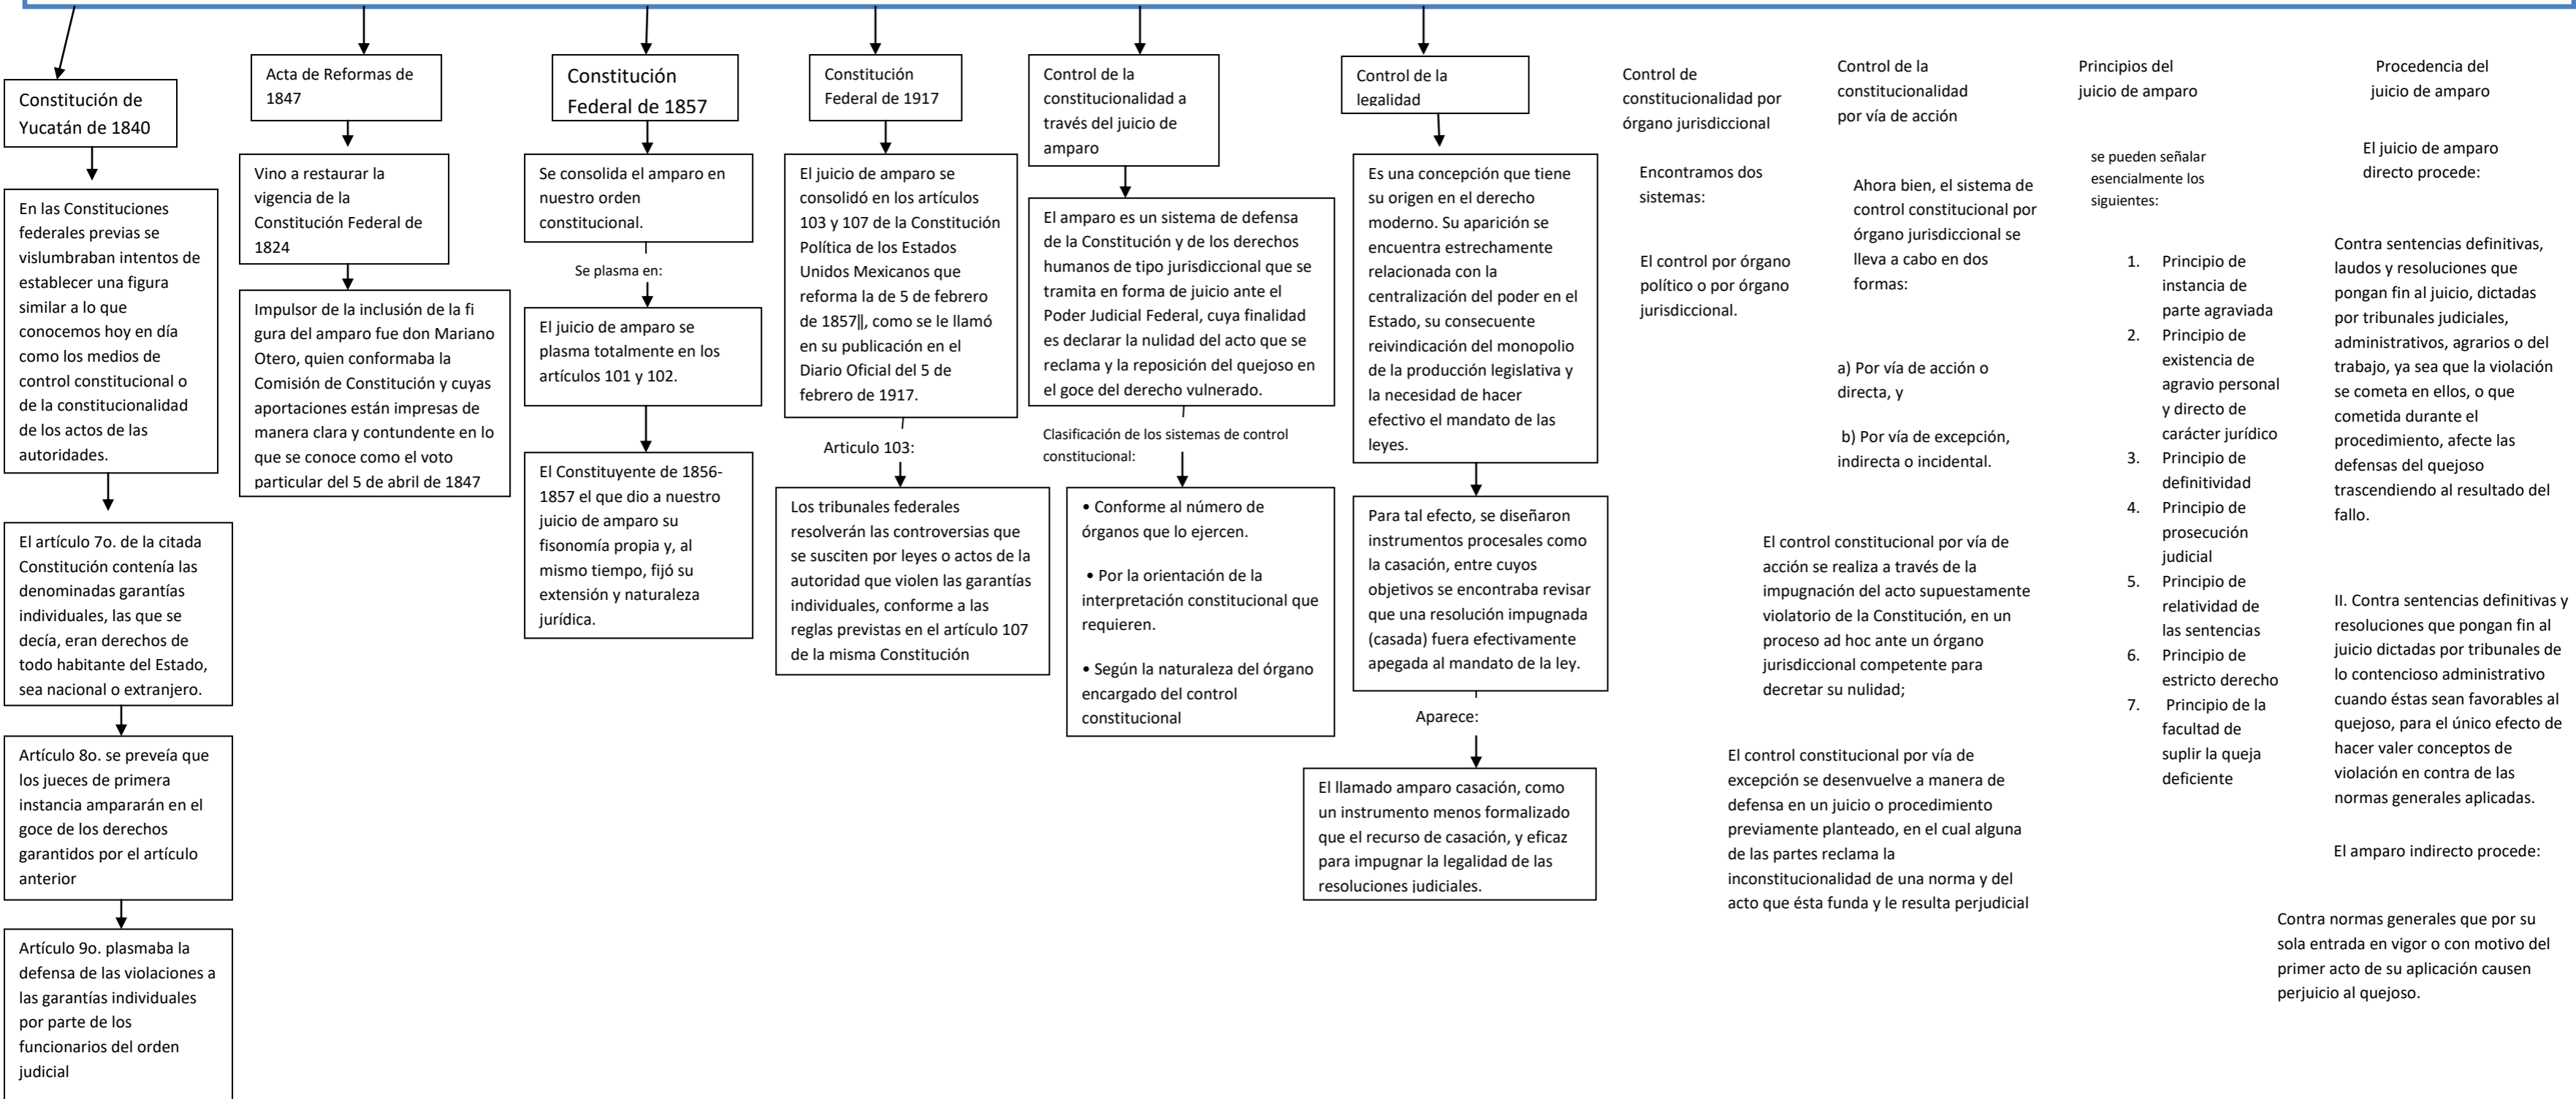 Constitución de
Yucatán de 1840
En las Constituciones
federales previas se
vislumbraban intentos de
establecer una figura
similar a lo que
conocemos hoy en día
como los medios de
control constitucional o
de la constitucionalidad
de los actos de las
autoridades.
El artículo 7o. de la citada
Constitución contenía las
denominadas garantías
individuales, las que se
decía, eran derechos de
todo habitante del Estado,
sea nacional o extranjero.
Artículo 8o. se preveía que
los jueces de primera
instancia ampararán en el
goce de los derechos
garantidos por el artículo
anterior
Artículo 9o. plasmaba la
defensa de las violaciones a
las garantías individuales
por parte de los
funcionarios del orden
judicial
Acta de Reformas de
1847
Vino a restaurar la
vigencia de la
Constitución Federal de
1824
Impulsor de la inclusión de la fi
gura del amparo fue don Mariano
Otero, quien conformaba la
Comisión de Constitución y cuyas
aportaciones están impresas de
manera clara y contundente en lo
que se conoce como el voto
particular del 5 de abril de 1847
Constitución
Federal de 1857
Se consolida el amparo en
nuestro orden
constitucional.
Se plasma en:
El juicio de amparo se
plasma totalmente en los
artículos 101 y 102.
El Constituyente de 1856-
1857 el que dio a nuestro
juicio de amparo su
fisonomía propia y, al
mismo tiempo, fijó su
extensión y naturaleza
jurídica.
Constitución
Federal de 1917
El juicio de amparo se
consolidó en los artículos
103 y 107 de la Constitución
Política de los Estados
Unidos Mexicanos que
reforma la de 5 de febrero
de 1857‖, como se le llamó
en su publicación en el
Diario Oficial del 5 de
febrero de 1917.
Articulo 103:
Los tribunales federales
resolverán las controversias que
se susciten por leyes o actos de la
autoridad que violen las garantías
individuales, conforme a las
reglas previstas en el artículo 107
de la misma Constitución
Control de la
constitucionalidad a
través del juicio de
amparo
El amparo es un sistema de defensa
de la Constitución y de los derechos
humanos de tipo jurisdiccional que se
tramita en forma de juicio ante el
Poder Judicial Federal, cuya finalidad
es declarar la nulidad del acto que se
reclama y la reposición del quejoso en
el goce del derecho vulnerado.
Clasificación de los sistemas de control
constitucional:
• Conforme al número de
órganos que lo ejercen.
• Por la orientación de la
interpretación constitucional que
requieren.
• Según la naturaleza del órgano
encargado del control
constitucional
Control de la
legalidad
Es una concepción que tiene
su origen en el derecho
moderno. Su aparición se
encuentra estrechamente
relacionada con la
centralización del poder en el
Estado, su consecuente
reivindicación del monopolio
de la producción legislativa y
la necesidad de hacer
efectivo el mandato de las
leyes.
Para tal efecto, se diseñaron
instrumentos procesales como
la casación, entre cuyos
objetivos se encontraba revisar
que una resolución impugnada
(casada) fuera efectivamente
apegada al mandato de la ley.
Aparece:
El llamado amparo casación, como
un instrumento menos formalizado
que el recurso de casación, y eficaz
para impugnar la legalidad de las
resoluciones judiciales.
Control de
constitucionalidad por
órgano jurisdiccional
Encontramos dos
sistemas:
El control por órgano
político o por órgano
jurisdiccional.
Control de la
constitucionalidad
por vía de acción
Ahora bien, el sistema de
control constitucional por
órgano jurisdiccional se
lleva a cabo en dos
formas:
a) Por vía de acción o
directa, y
b) Por vía de excepción,
indirecta o incidental.
El control constitucional por vía de
acción se realiza a través de la
impugnación del acto supuestamente
violatorio de la Constitución, en un
proceso ad hoc ante un órgano
jurisdiccional competente para
decretar su nulidad;
El control constitucional por vía de
excepción se desenvuelve a manera de
defensa en un juicio o procedimiento
previamente planteado, en el cual alguna
de las partes reclama la
inconstitucionalidad de una norma y del
acto que ésta funda y le resulta perjudicial
Principios del
juicio de amparo
se pueden señalar
esencialmente los
siguientes:
1. Principio de
instancia de
parte agraviada
2. Principio de
existencia de
agravio personal
y directo de
carácter jurídico
3. Principio de
definitividad
4. Principio de
prosecución
judicial
5. Principio de
relatividad de
las sentencias
6. Principio de
estricto derecho
7. Principio de la
facultad de
suplir la queja
deficiente
Procedencia del
juicio de amparo
El juicio de amparo
directo procede:
Contra sentencias definitivas,
laudos y resoluciones que
pongan fin al juicio, dictadas
por tribunales judiciales,
administrativos, agrarios o del
trabajo, ya sea que la violación
se cometa en ellos, o que
cometida durante el
procedimiento, afecte las
defensas del quejoso
trascendiendo al resultado del
fallo.
II. Contra sentencias definitivas y
resoluciones que pongan fin al
juicio dictadas por tribunales de
lo contencioso administrativo
cuando éstas sean favorables al
quejoso, para el único efecto de
hacer valer conceptos de
violación en contra de las
normas generales aplicadas.
El amparo indirecto procede:
Contra normas generales que por su
sola entrada en vigor o con motivo del
primer acto de su aplicación causen
perjuicio al quejoso.